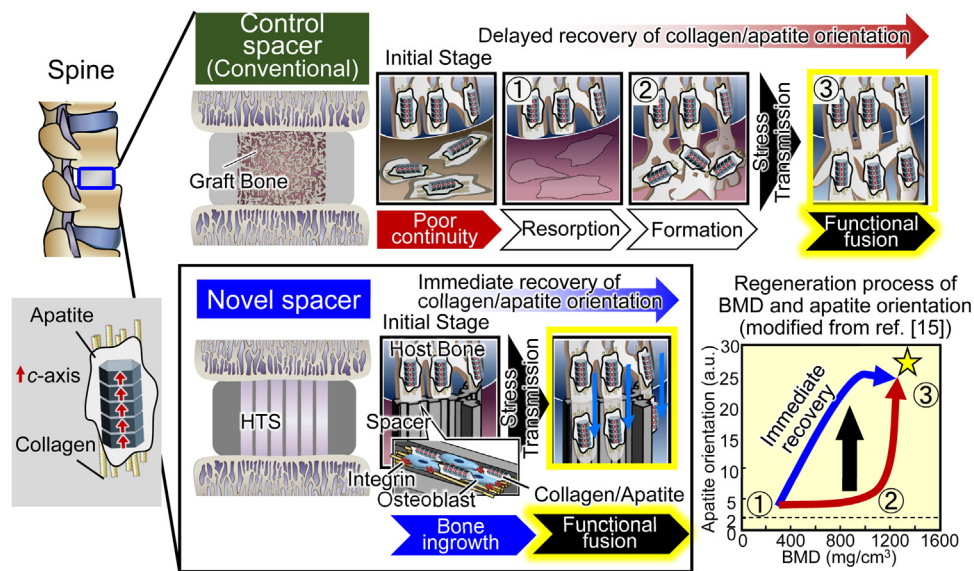 Spine
Control
spacer
(Conventional)
Graft Bone
Delayed recovery of collagen/apatite orientation
Initial Stage
①
②
③
Stress
Transmission
Poor
continuity
Resorption
Formation
Functional
fusion
Apatite
c-axis
Collagen
Novel spacer
HTS
Immediate recovery of
collagen/apatite orientation
Initial Stage
Host Bone
Stress
Transmission
Spacer
Integrin
Osteoblast
Collagen/Apatite
Bone
ingrowth
Functional
fusion
Regeneration process of
BMD and apatite orientation
(modified from ref. [15])
Apatite orientation (a.u.)
30
25
20
15
10
5
2
0
Immediate
recovery
①
②
③
0
400
800
1200
1600
BMD (mg/cm³)